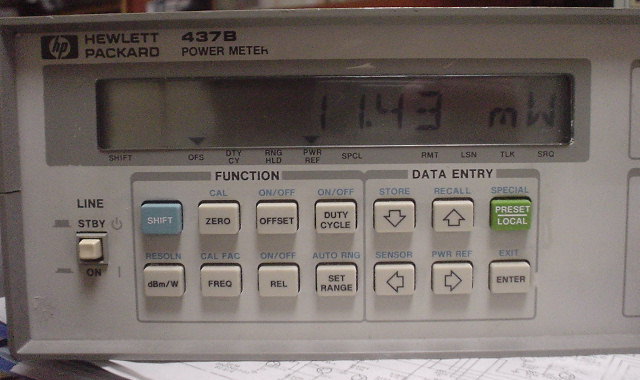 hp HEWLETT PACKARD 437B POWER METER
11.43 mW
SHIFT OFS DTY CY RNG HLD PWR REF SPCL RMT LSN TLK SRQ
FUNCTION DATA ENTRY
LINE
CAL ON/OFF ON/OFF STORE RECALL SPECIAL
STBY SHIFT ZERO OFFSET DUTY CYCLE PRESET LOCAL
RESOLN CAL FAC ON/OFF AUTO RNG SENSOR PWR REF EXIT
ON dBm/W FREQ REL SET RANGE ENTER